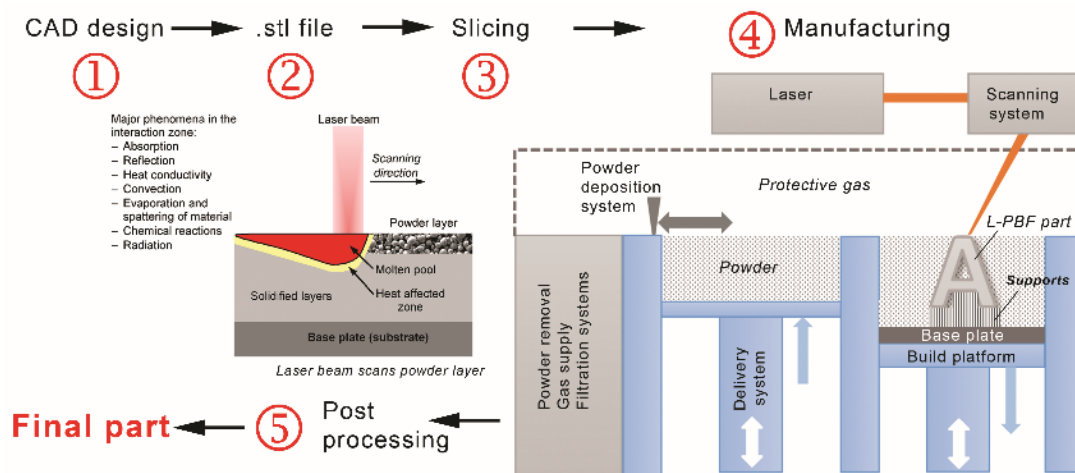 CAD design
.stl file
Slicing
④ Manufacturing
①
②
③
Major phenomena in the
interaction zone:
– Absorption
– Reflection
– Heat conductivity
– Convection
– Evaporation and
spattering of material
– Chemical reactions
– Radiation
Laser beam
Scanning
direction
Powder layer
Molten pool
Heat affected
zone
Solidified layers
Base plate (substrate)
Laser beam scans powder layer
Laser
Scanning
system
Powder
deposition
system
Protective gas
L-PBF part
Powder
Supports
Base plate
Build platform
Powder removal
Gas supply
Filtration systems
Delivery
system
Final part
⑤
Post
processing